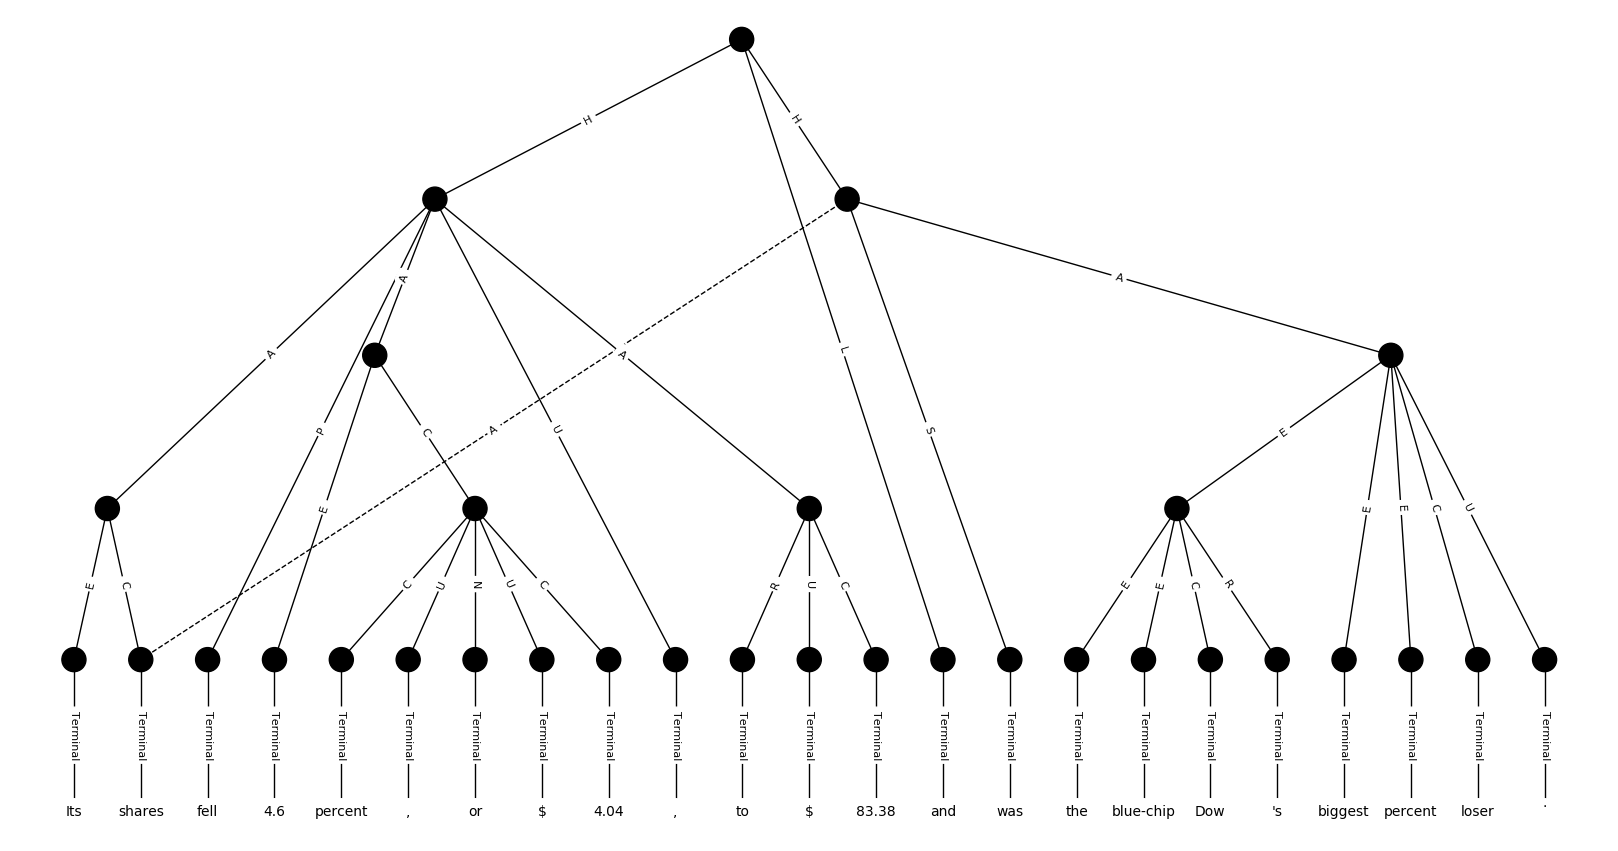 H H
A A L A
P C A U S E
E E E C U
E C C U N U C R U C E E C R
Terminal Terminal Terminal Terminal Terminal Terminal Terminal Terminal Terminal Terminal Terminal Terminal Terminal Terminal Terminal Terminal Terminal Terminal Terminal Terminal Terminal Terminal Terminal
Its shares fell 4.6 percent , or $ 4.04 , to $ 83.38 and was the blue-chip Dow 's biggest percent loser .